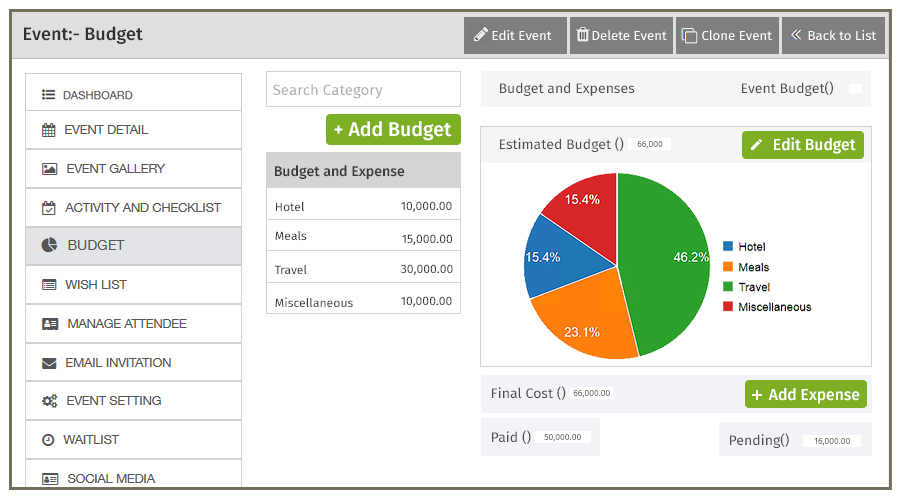 Event:- Budget
Edit Event
Delete Event
Clone Event
Back to List
DASHBOARD
EVENT DETAIL
EVENT GALLERY
ACTIVITY AND CHECKLIST
BUDGET
WISH LIST
MANAGE ATTENDEE
EMAIL INVITATION
EVENT SETTING
WAITLIST
SOCIAL MEDIA
Search Category
+ Add Budget
Budget and Expense
Hotel 10,000.00
Meals 15,000.00
Travel 30,000.00
Miscellaneous 10,000.00
Budget and Expenses Event Budget()
Estimated Budget () 66,000
Edit Budget
15.4%
46.2%
15.4%
23.1%
Hotel
Meals
Travel
Miscellaneous
Final Cost () 66,000.00
+ Add Expense
Paid () 50,000.00
Pending() 16,000.00